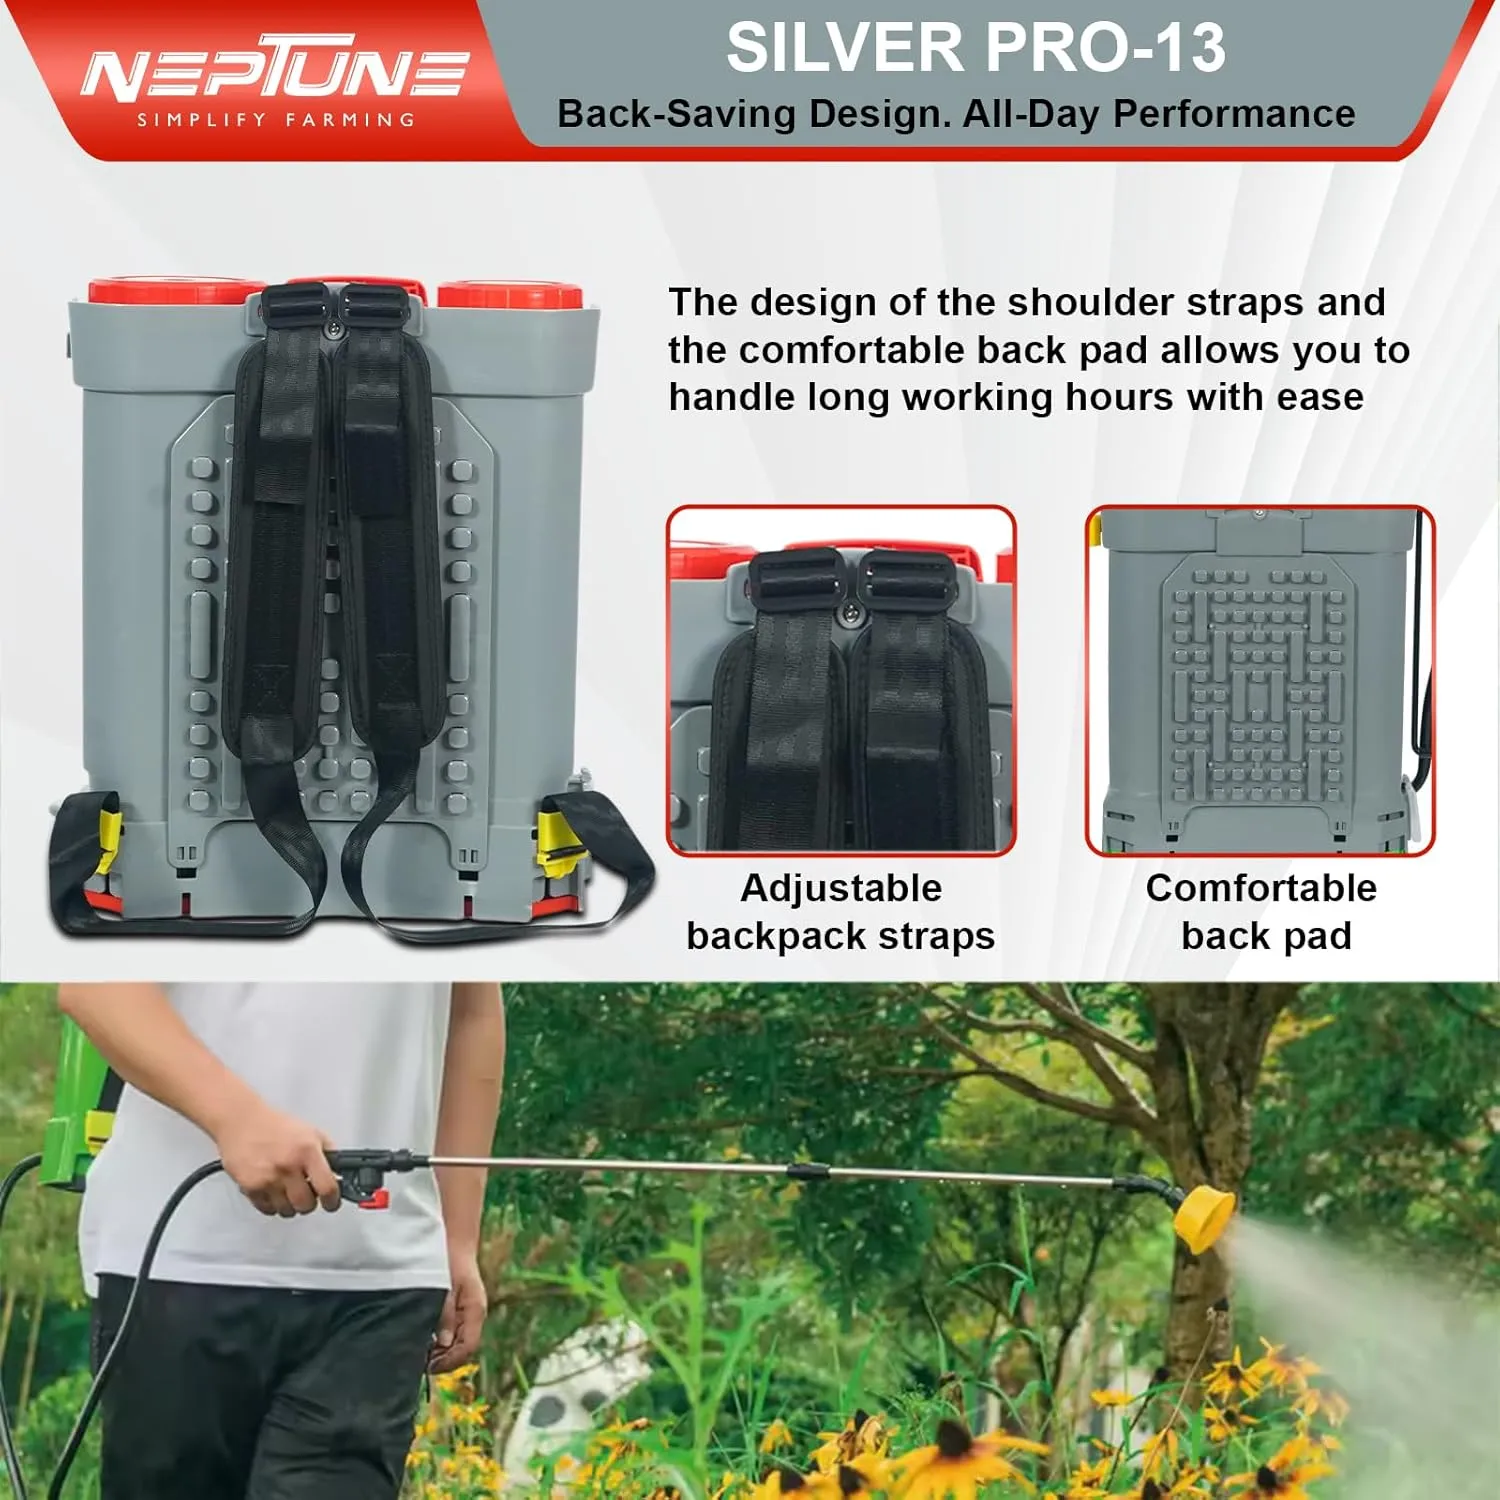 NEPTUNE
SIMPLIFY FARMING
SILVER PRO-13
Back-Saving Design. All-Day Performance
The design of the shoulder straps and
the comfortable back pad allows you to
handle long working hours with ease
Adjustable
backpack straps
Comfortable
back pad